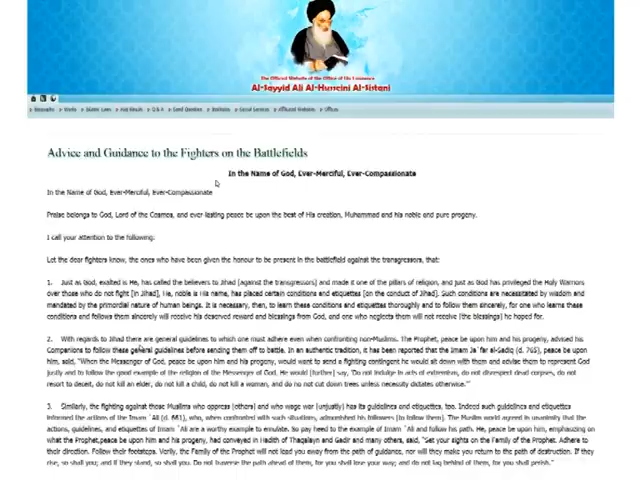 The Official Website of the Office of His Eminence
Al-Sayyid Ali Al-Husseini Al-Sistani
Biography Works Islamic Laws Haj Rituals Q & A Send Question Institutes Social Services Affiliated Websites Offices
Advice and Guidance to the Fighters on the Battlefields
In the Name of God, Ever-Merciful, Ever-Compassionate
In the Name of God, Ever-Merciful, Ever-Compassionate
Praise belongs to God, Lord of the Cosmos, and ever-lasting peace be upon the best of His creation, Muhammad and his noble and pure progeny.
I call your attention to the following:
Let the dear fighters know, the ones who have been given the honour to be present in the battlefield against the transgressors, that:
1. Just as God, exalted is He, has called the believers to Jihad [against the transgressors] and made it one of the pillars of religion, and just as God has privileged the Holy Warriors
over those who do not fight [in Jihad], He, noble is His name, has placed certain conditions and etiquettes [on the conduct of Jihad]. Such conditions are necessitated by wisdom and
mandated by the primordial nature of human beings. It is necessary, then, to learn these conditions and etiquettes thoroughly and to follow them sincerely, for one who learns these
conditions and follows them sincerely will receive his deserved reward and blessings from God, and one who neglects them will not receive [the blessings] he hoped for.
2. With regards to Jihad there are general guidelines to which one must adhere even when confronting non-Muslims. The Prophet, peace be upon him and his progeny, advised his
Companions to follow these general guidelines before sending them off to battle. In an authentic tradition, it has been reported that the Imam Ja`far al-Sadiq (d. 765), peace be upon
him, said, "When the Messenger of God, peace be upon him and his progeny, would want to send a fighting contingent he would sit down with them and advise them to represent God
justly and to follow the good example of the religion of the Messenger of God. He would [further] say, 'Do not indulge in acts of extremism, do not disrespect dead corpses, do not
resort to deceit, do not kill an elder, do not kill a child, do not kill a woman, and do no not cut down trees unless necessity dictates otherwise.'"
3. Similarly, the fighting against those Muslims who oppress [others] and who wage war [unjustly] has its guidelines and etiquettes, too. Indeed such guidelines and etiquettes
informed the actions of the Imam `Ali (d. 661), who, when confronted with such situations, admonished his followers [to follow them]. The Muslim world agreed in unanimity that the
actions, guidelines, and etiquettes of Imam `Ali are a worthy example to emulate. So pay heed to the example of Imam `Ali and follow his path. He, peace be upon him, emphasizing on
what the Prophet,peace be upon him and his progeny, had conveyed in Hadith of Thaqalayn and Gadir and many others, said, "Set your sights on the Family of the Prophet. Adhere to
their direction. Follow their footsteps. Verily, the Family of the Prophet will not lead you away from the path of guidance, nor will they make you return to the path of destruction. If they
rise, so shall you; and if they stand, so shall you. Do not traverse the path ahead of them, for you shall lose your way; and do not lag behind of them, for you shall perish."